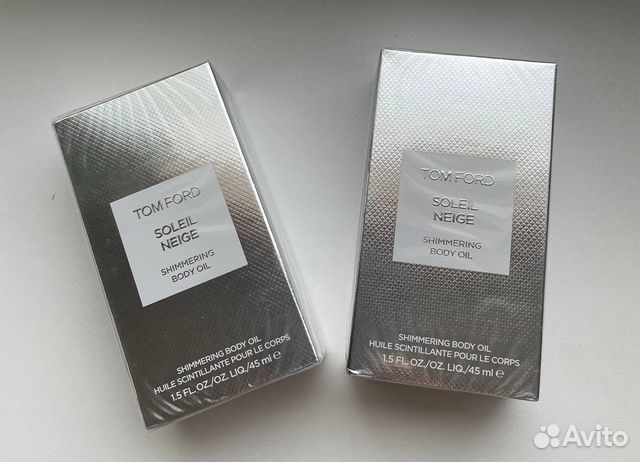 TOM FORD
SOLEIL
NEIGE
SHIMMERING
BODY OIL
SHIMMERING BODY OIL
HUILE SCINTILLANTE POUR LE CORPS
1.5 FL.OZ./OZ. LIQ./45 ml ℮
TOM FORD
SOLEIL
NEIGE
SHIMMERING
BODY OIL
SHIMMERING BODY OIL
HUILE SCINTILLANTE POUR LE CORPS
1.5 FL.OZ./OZ. LIQ./45 ml ℮
Avito